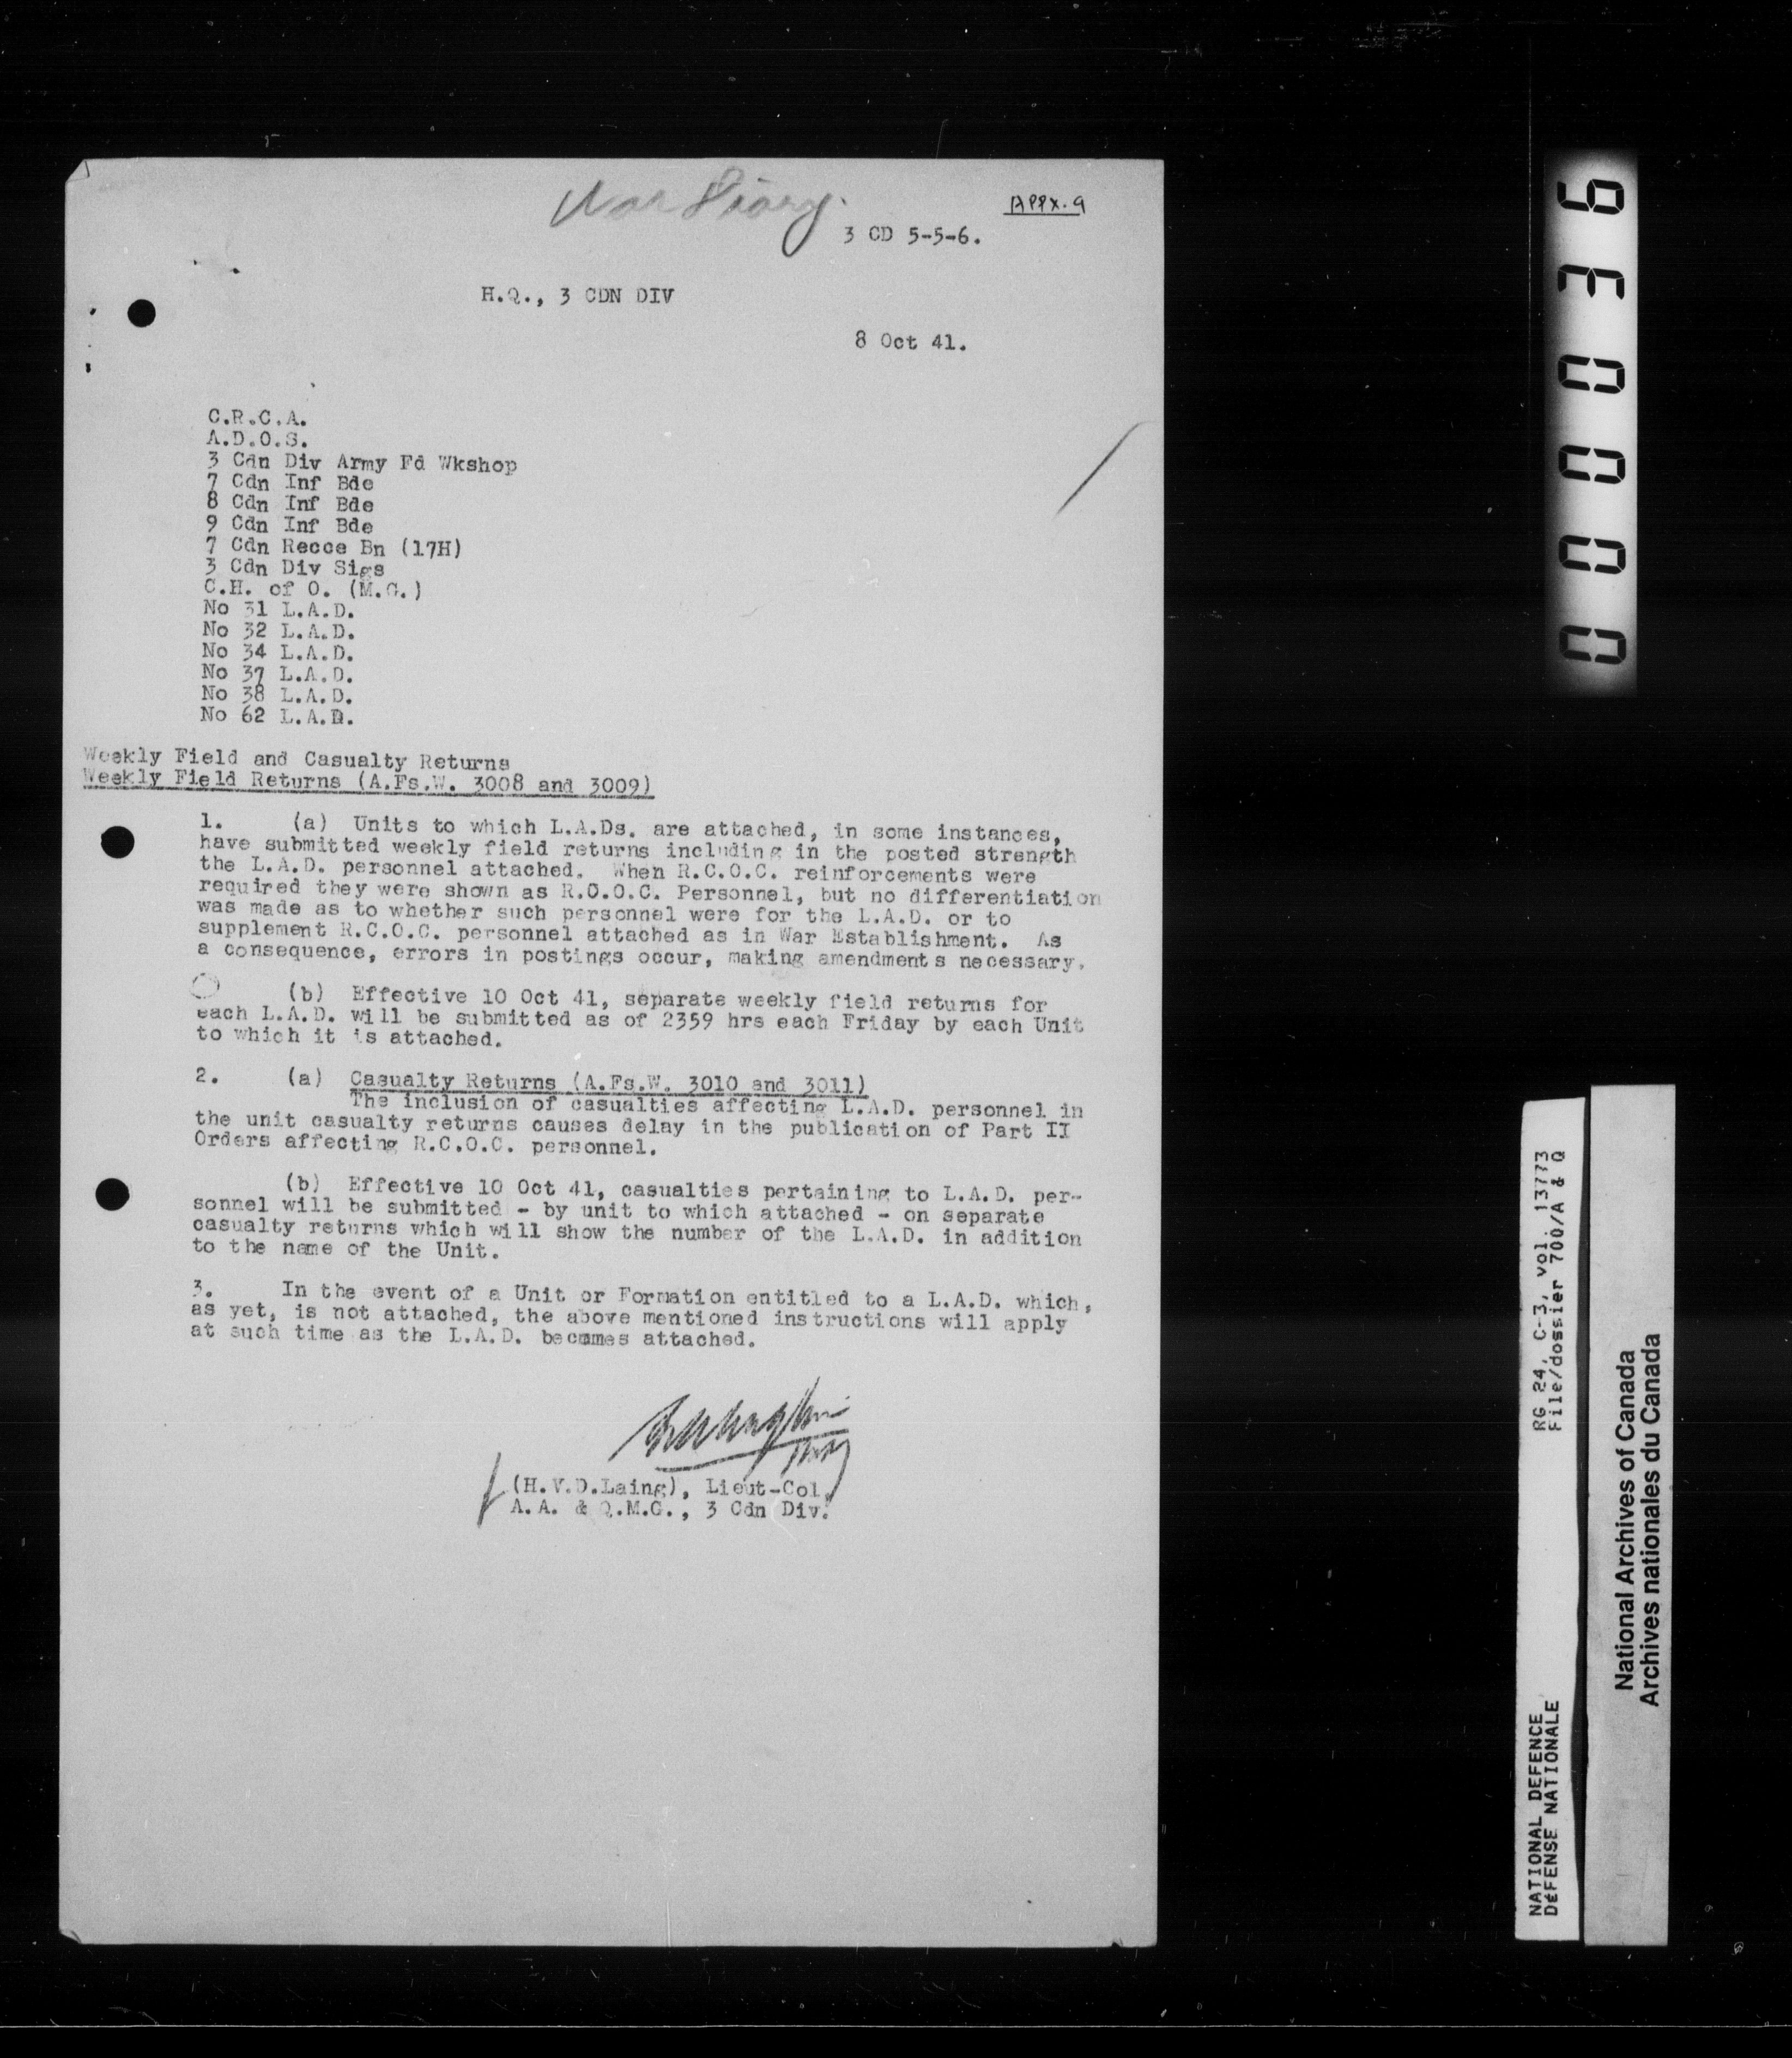 War Diary.
APPX. 9
3 CD 5-5-6.
H.Q., 3 CDN DIV
8 Oct 41.
C.R.C.A.
A.D.O.S.
3 Cdn Div Army Fd Wkshop
7 Cdn Inf Bde
8 Cdn Inf Bde
9 Cdn Inf Bde
7 Cdn Recce Bn (17H)
3 Cdn Div Sigs
C.H. of O. (M.G.)
No 31 L.A.D.
No 32 L.A.D.
No 34 L.A.D.
No 37 L.A.D.
No 38 L.A.D.
No 62 L.A.D.
Weekly Field and Casualty Returns
Weekly Field Returns (A.Fs.W. 3008 and 3009)
1. (a) Units to which L.A.Ds. are attached, in some instances,
have submitted weekly field returns including in the posted strength
the L.A.D. personnel attached. When R.C.O.C. reinforcements were
required they were shown as R.C.O.C. Personnel, but no differentiation
was made as to whether such personnel were for the L.A.D. or to
supplement R.C.O.C. personnel attached as in War Establishment. As
a consequence, errors in postings occur, making amendments necessary.
(b) Effective 10 Oct 41, separate weekly field returns for
each L.A.D. will be submitted as of 2359 hrs each Friday by each Unit
to which it is attached.
2. (a) Casualty Returns (A.Fs.W. 3010 and 3011)
The inclusion of casualties affecting L.A.D. personnel in
the unit casualty returns causes delay in the publication of Part II
Orders affecting R.C.O.C. personnel.
(b) Effective 10 Oct 41, casualties pertaining to L.A.D. per-
sonnel will be submitted - by unit to which attached - on separate
casualty returns which will show the number of the L.A.D. in addition
to the name of the Unit.
3. In the event of a Unit or Formation entitled to a L.A.D. which,
as yet, is not attached, the above mentioned instructions will apply
at such time as the L.A.D. becomes attached.
(H.V.D.Laing), Lieut-Col,
A.A. & Q.M.G., 3 Cdn Div.
000036
RG 24, C-3, vol. 13773
File/dossier 700/A & Q
NATIONAL DEFENCE
DÉFENSE NATIONALE
National Archives of Canada
Archives nationales du Canada